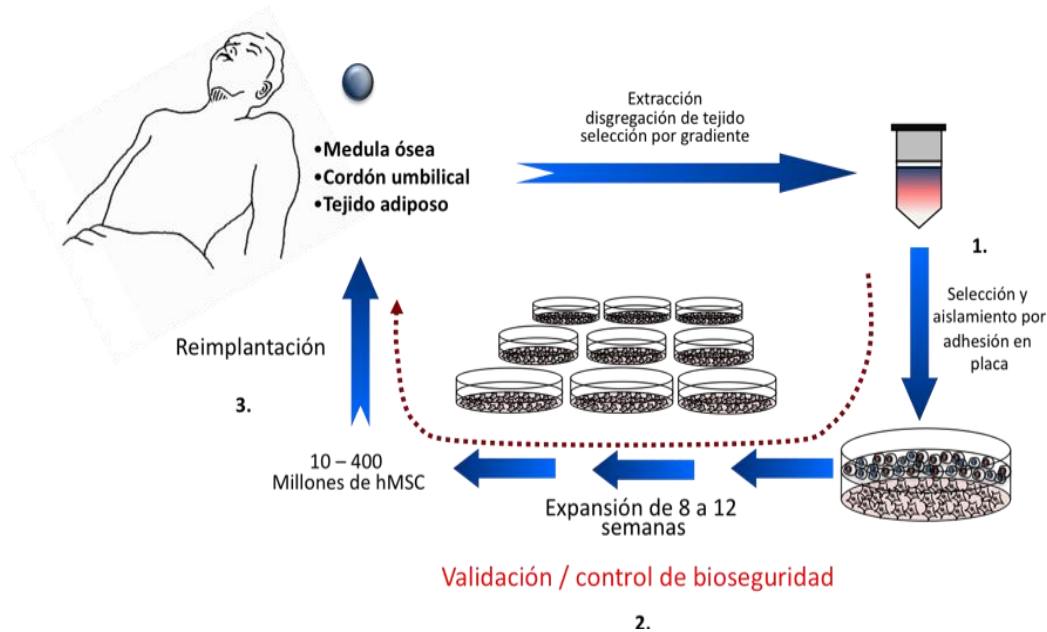 •Medula ósea
•Cordón umbilical
•Tejido adiposo
Extracción
disgregación de tejido
selección por gradiente
1.
Selección y
aislamiento por
adhesión en
placa
Reimplantación
3.
10 – 400
Millones de hMSC
Expansión de 8 a 12
semanas
Validación / control de bioseguridad
2.